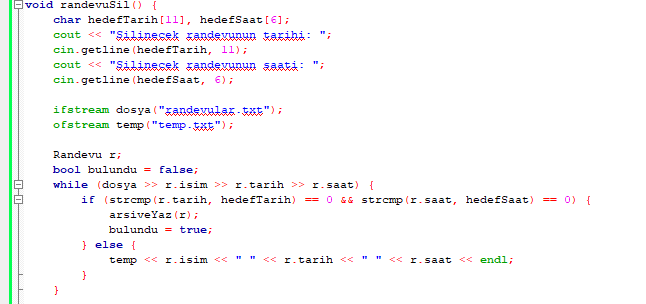 void randevuSil() {
    char hedefTarih[11], hedefSaat[6];
    cout << "Silinecek randevunun tarihi: ";
    cin.getline(hedefTarih, 11);
    cout << "Silinecek randevunun saati: ";
    cin.getline(hedefSaat, 6);

    ifstream dosya("randevular.txt");
    ofstream temp("temp.txt");

    Randevu r;
    bool bulundu = false;
    while (dosya >> r.isim >> r.tarih >> r.saat) {
        if (strcmp(r.tarih, hedefTarih) == 0 && strcmp(r.saat, hedefSaat) == 0) {
            arsiveYaz(r);
            bulundu = true;
        } else {
            temp << r.isim << " " << r.tarih << " " << r.saat << endl;
        }
    }